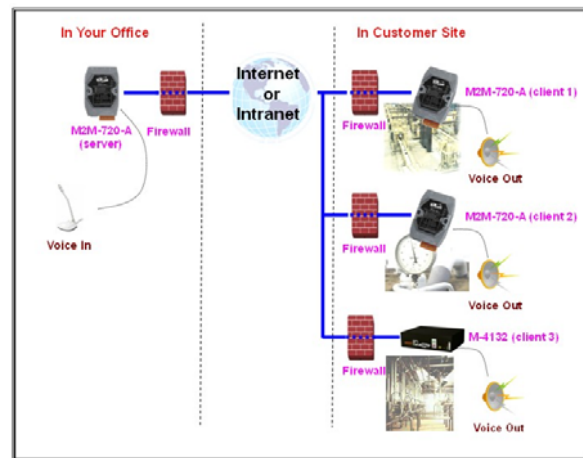 In Your Office
In Customer Site
Internet
or
Intranet
M2M-720-A
(server)
Firewall
Voice In
Firewall
M2M-720-A (client 1)
Voice Out
Firewall
M2M-720-A (client 2)
Voice Out
Firewall
M-4132 (client 3)
Voice Out